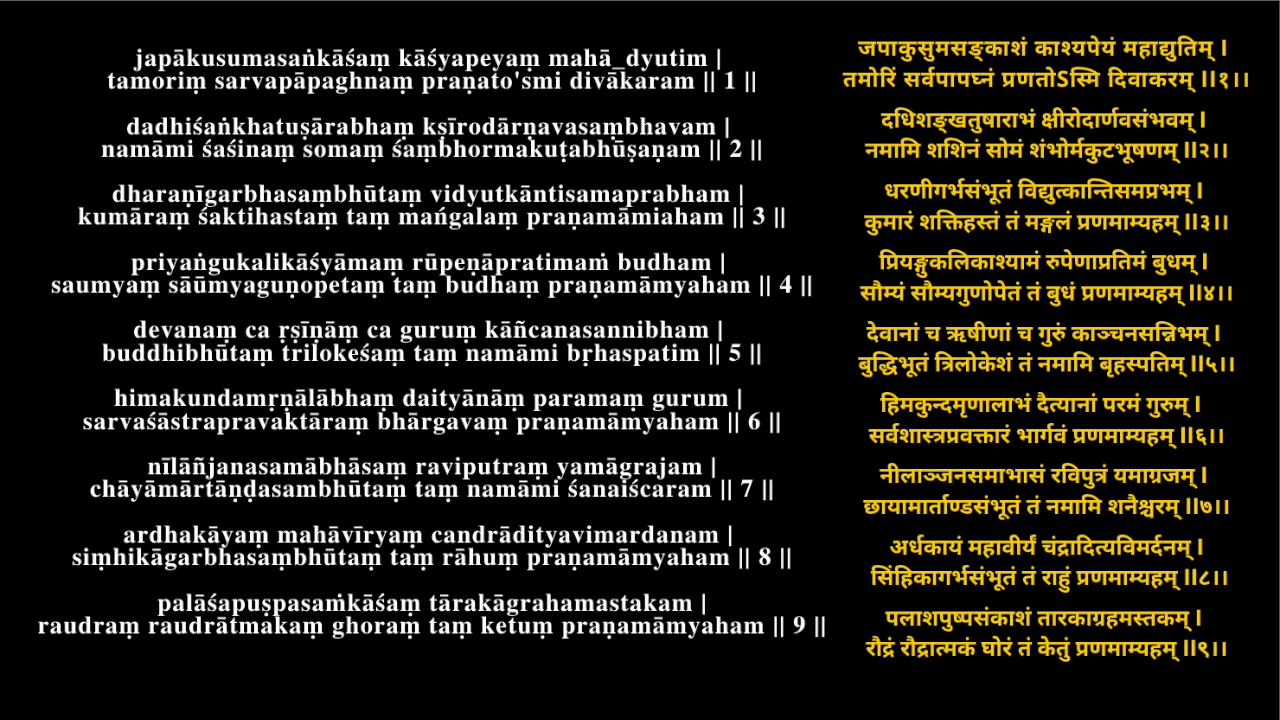 japākusumasaṅkāśaṃ kāśyapeyaṃ mahā_dyutim |
tamoriṃ sarvapāpaghnaṃ praṇato'smi divākaram || 1 ||
dadhiśaṅkhatuṣārabhaṃ kṣīrodārṇavasaṃbhavam |
namāmi śaśinaṃ somaṃ śaṃbhormakuṭabhūṣaṇam || 2 ||
dharaṇīgarbhasaṃbhūtaṃ vidyutkāntisamaprabham |
kumāraṃ śaktihastaṃ taṃ mańgalaṃ praṇamāmiaham || 3 ||
priyaṅgukalikāśyāmaṃ rūpeṇāpratimaṁ budham |
saumyaṃ sāūmyaguṇopetaṃ taṃ budhaṃ praṇamāmyaham || 4 ||
devanaṃ ca ṛṣīṇāṃ ca guruṃ kāñcanasannibham |
buddhibhūtaṃ trilokeśaṃ taṃ namāmi bṛhaspatim || 5 ||
himakundamṛṇālābhaṃ daityānāṃ paramaṃ gurum |
sarvaśāstrapravaktāraṃ bhārgavaṃ praṇamāmyaham || 6 ||
nīlāñjanasamābhāsaṃ raviputraṃ yamāgrajam |
chāyāmārtāṇḍasambhūtaṃ taṃ namāmi śanaiścaram || 7 ||
ardhakāyaṃ mahāvīryaṃ candrādityavimardanam |
siṃhikāgarbhasaṃbhūtaṃ taṃ rāhuṃ praṇamāmyaham || 8 ||
palāśapuṣpasaṁkāśaṃ tārakāgrahamastakam |
raudraṃ raudrātmakaṃ ghoraṃ taṃ ketuṃ praṇamāmyaham || 9 ||
जपाकुसुमसङ्काशं काश्यपेयं महाद्युतिम् ।
तमोरिं सर्वपापघ्नं प्रणतोऽस्मि दिवाकरम् ।।१।।
दधिशङ्खतुषाराभं क्षीरोदार्णवसंभवम् ।
नमामि शशिनं सोमं शंभोर्मकुटभूषणम् ।।२।।
धरणीगर्भसंभूतं विद्युत्कान्तिसमप्रभम् ।
कुमारं शक्तिहस्तं तं मङ्गलं प्रणमाम्यहम् ।।३।।
प्रियङ्गुकलिकाश्यामं रुपेणाप्रतिमं बुधम् ।
सौम्यं सौम्यगुणोपेतं तं बुधं प्रणमाम्यहम् ।।४।।
देवानां च ऋषीणां च गुरुं काञ्चनसन्निभम् ।
बुद्धिभूतं त्रिलोकेशं तं नमामि बृहस्पतिम् ।।५।।
हिमकुन्दमृणालाभं दैत्यानां परमं गुरुम् ।
सर्वशास्त्रप्रवक्तारं भार्गवं प्रणमाम्यहम् ।।६।।
नीलाञ्जनसमाभासं रविपुत्रं यमाग्रजम् ।
छायामार्ताण्डसंभूतं तं नमामि शनैश्चरम् ।।७।।
अर्धकायं महावीर्यं चंद्रादित्यविमर्दनम् ।
सिंहिकागर्भसंभूतं तं राहुं प्रणमाम्यहम् ।।८।।
पलाशपुष्पसंकाशं तारकाग्रहमस्तकम् ।
रौद्रं रौद्रात्मकं घोरं तं केतुं प्रणमाम्यहम् ।।९।।